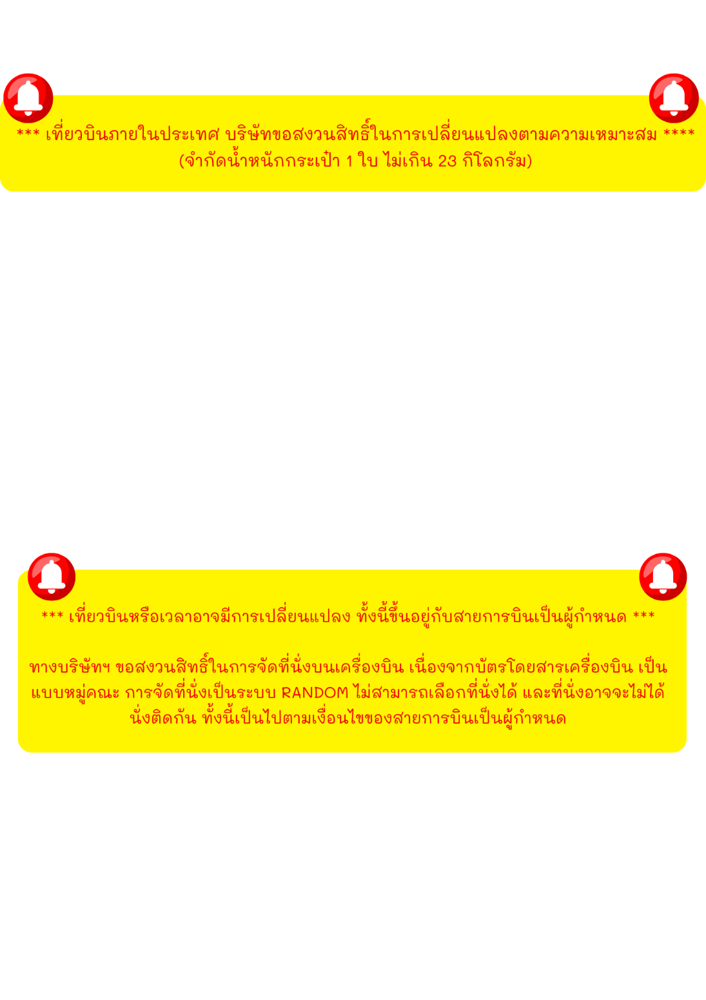 *** เที่ยวบินภายในประเทศ บริษัทขอสงวนสิทธิ์ในการเปลี่ยนแปลงตามความเหมาะสม ****
(จำกัดน้ำหนักกระเป๋า 1 ใบ ไม่เกิน 23 กิโลกรัม)
*** เที่ยวบินหรือเวลาอาจมีการเปลี่ยนแปลง ทั้งนี้ขึ้นอยู่กับสายการบินเป็นผู้กำหนด ***
ทางบริษัทฯ ขอสงวนสิทธิ์ในการจัดที่นั่งบนเครื่องบิน เนื่องจากบัตรโดยสารเครื่องบิน เป็น
แบบหมู่คณะ การจัดที่นั่งเป็นระบบ RANDOM ไม่สามารถเลือกที่นั่งได้ และที่นั่งอาจจะไม่ได้
นั่งติดกัน ทั้งนี้เป็นไปตามเงื่อนไขของสายการบินเป็นผู้กำหนด